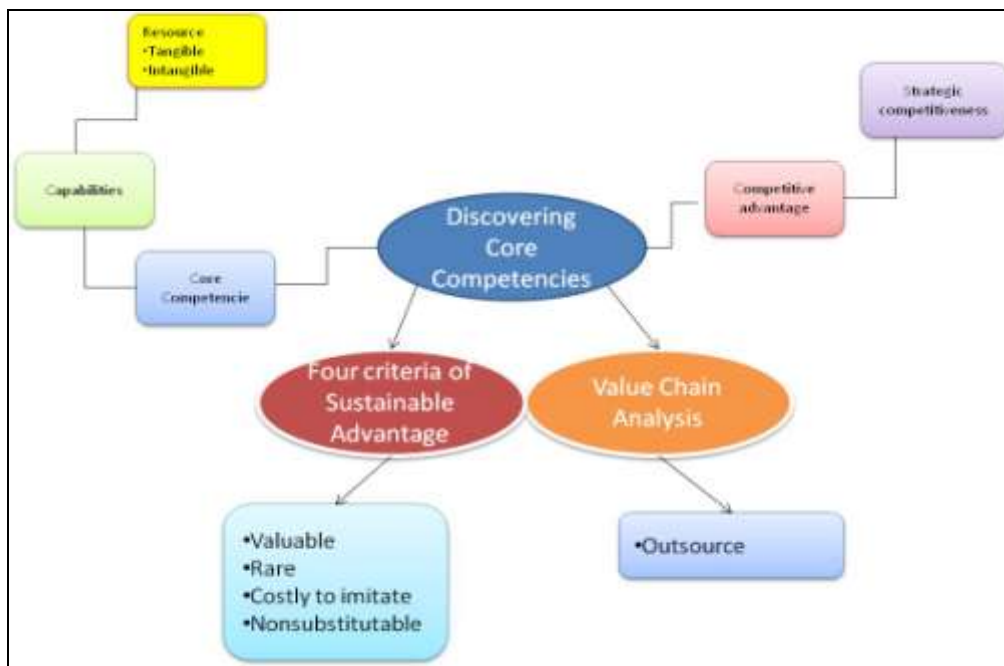 Resource
•Tangible
•Intangible
Strategic
competitiveness
Capabilities
Competitive
advantage
Discovering
Core
Competencies
Core
Competencie
Four criteria of
Sustainable
Advantage
Value Chain
Analysis
•Valuable
•Rare
•Costly to imitate
•Nonsubstitutable
•Outsource